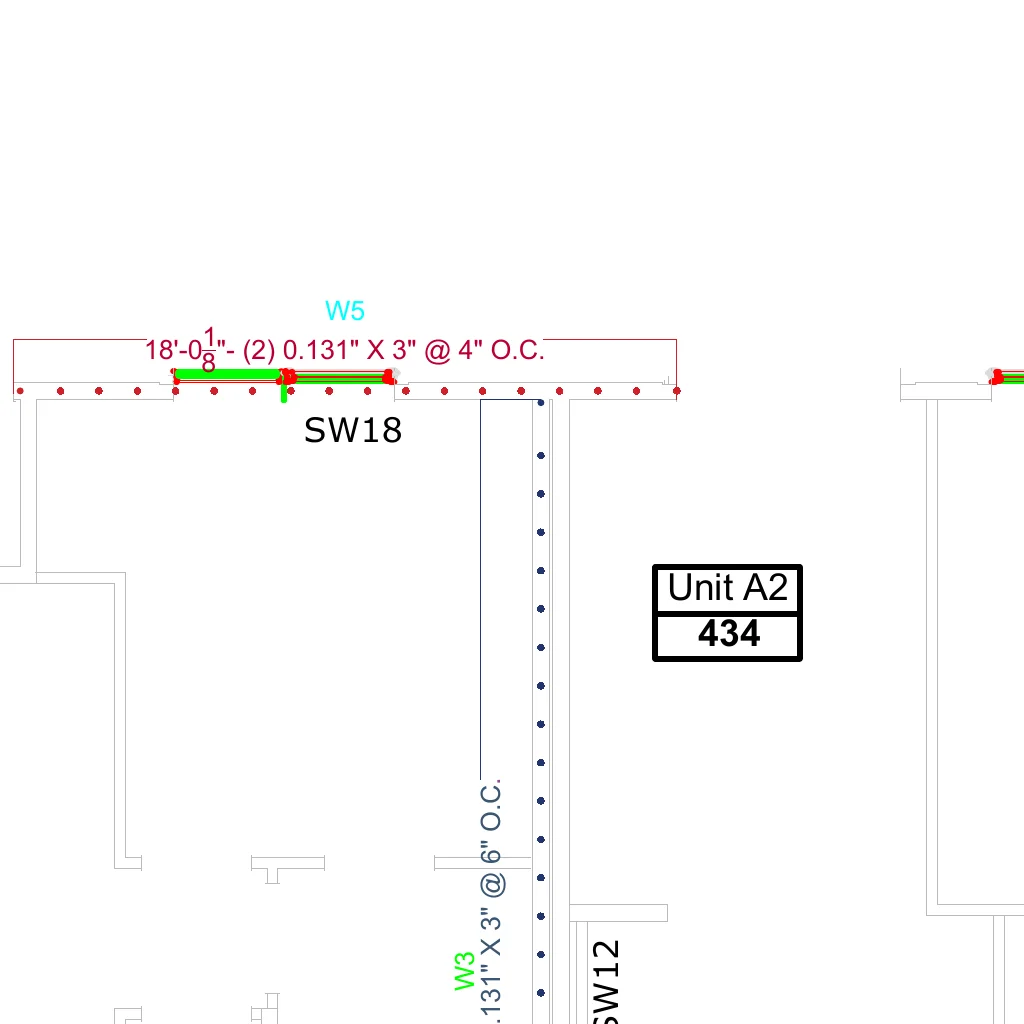 W5
18'-0 1/8"- (2) 0.131" X 3" @ 4" O.C.
SW18
Unit A2
434
W3
.131" X 3" @ 6" O.C.
SW12